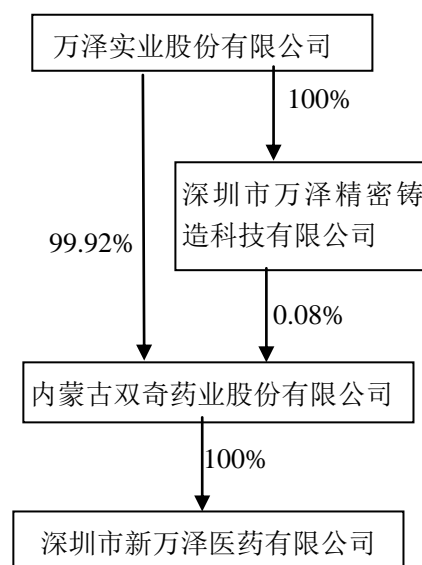 万泽实业股份有限公司
100%
深圳市万泽精密铸
造科技有限公司
99.92%
0.08%
内蒙古双奇药业股份有限公司
100%
深圳市新万泽医药有限公司